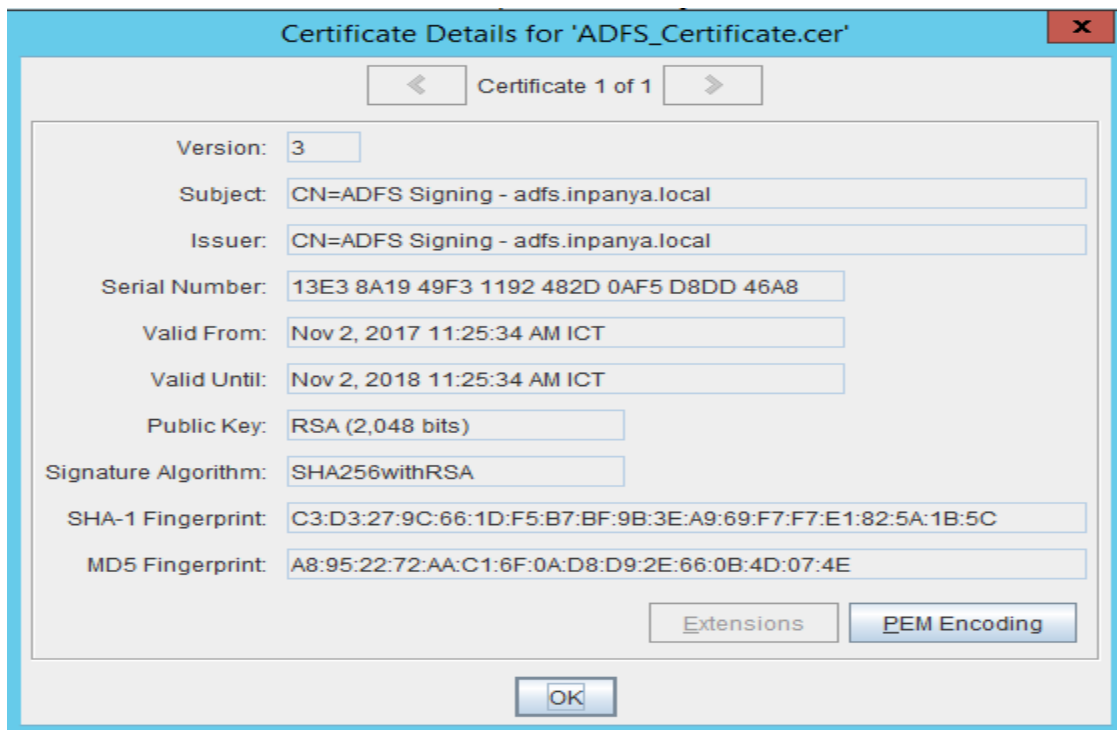 Certificate Details for 'ADFS_Certificate.cer'
x
< Certificate 1 of 1 >
Version: 3
Subject: CN=ADFS Signing - adfs.inpanya.local
Issuer: CN=ADFS Signing - adfs.inpanya.local
Serial Number: 13E3 8A19 49F3 1192 482D 0AF5 D8DD 46A8
Valid From: Nov 2, 2017 11:25:34 AM ICT
Valid Until: Nov 2, 2018 11:25:34 AM ICT
Public Key: RSA (2,048 bits)
Signature Algorithm: SHA256withRSA
SHA-1 Fingerprint: C3:D3:27:9C:66:1D:F5:B7:BF:9B:3E:A9:69:F7:F7:E1:82:5A:1B:5C
MD5 Fingerprint: A8:95:22:72:AA:C1:6F:0A:D8:D9:2E:66:0B:4D:07:4E
Extensions PEM Encoding
OK